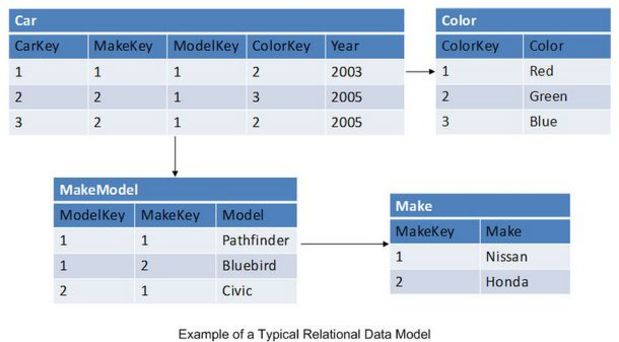 Car
CarKey MakeKey ModelKey ColorKey Year
1 1 1 2 2003
2 2 1 3 2005
3 2 1 2 2005
Color
ColorKey Color
1 Red
2 Green
3 Blue
MakeModel
ModelKey MakeKey Model
1 1 Pathfinder
1 2 Bluebird
2 1 Civic
Make
MakeKey Make
1 Nissan
2 Honda
Example of a Typical Relational Data Model